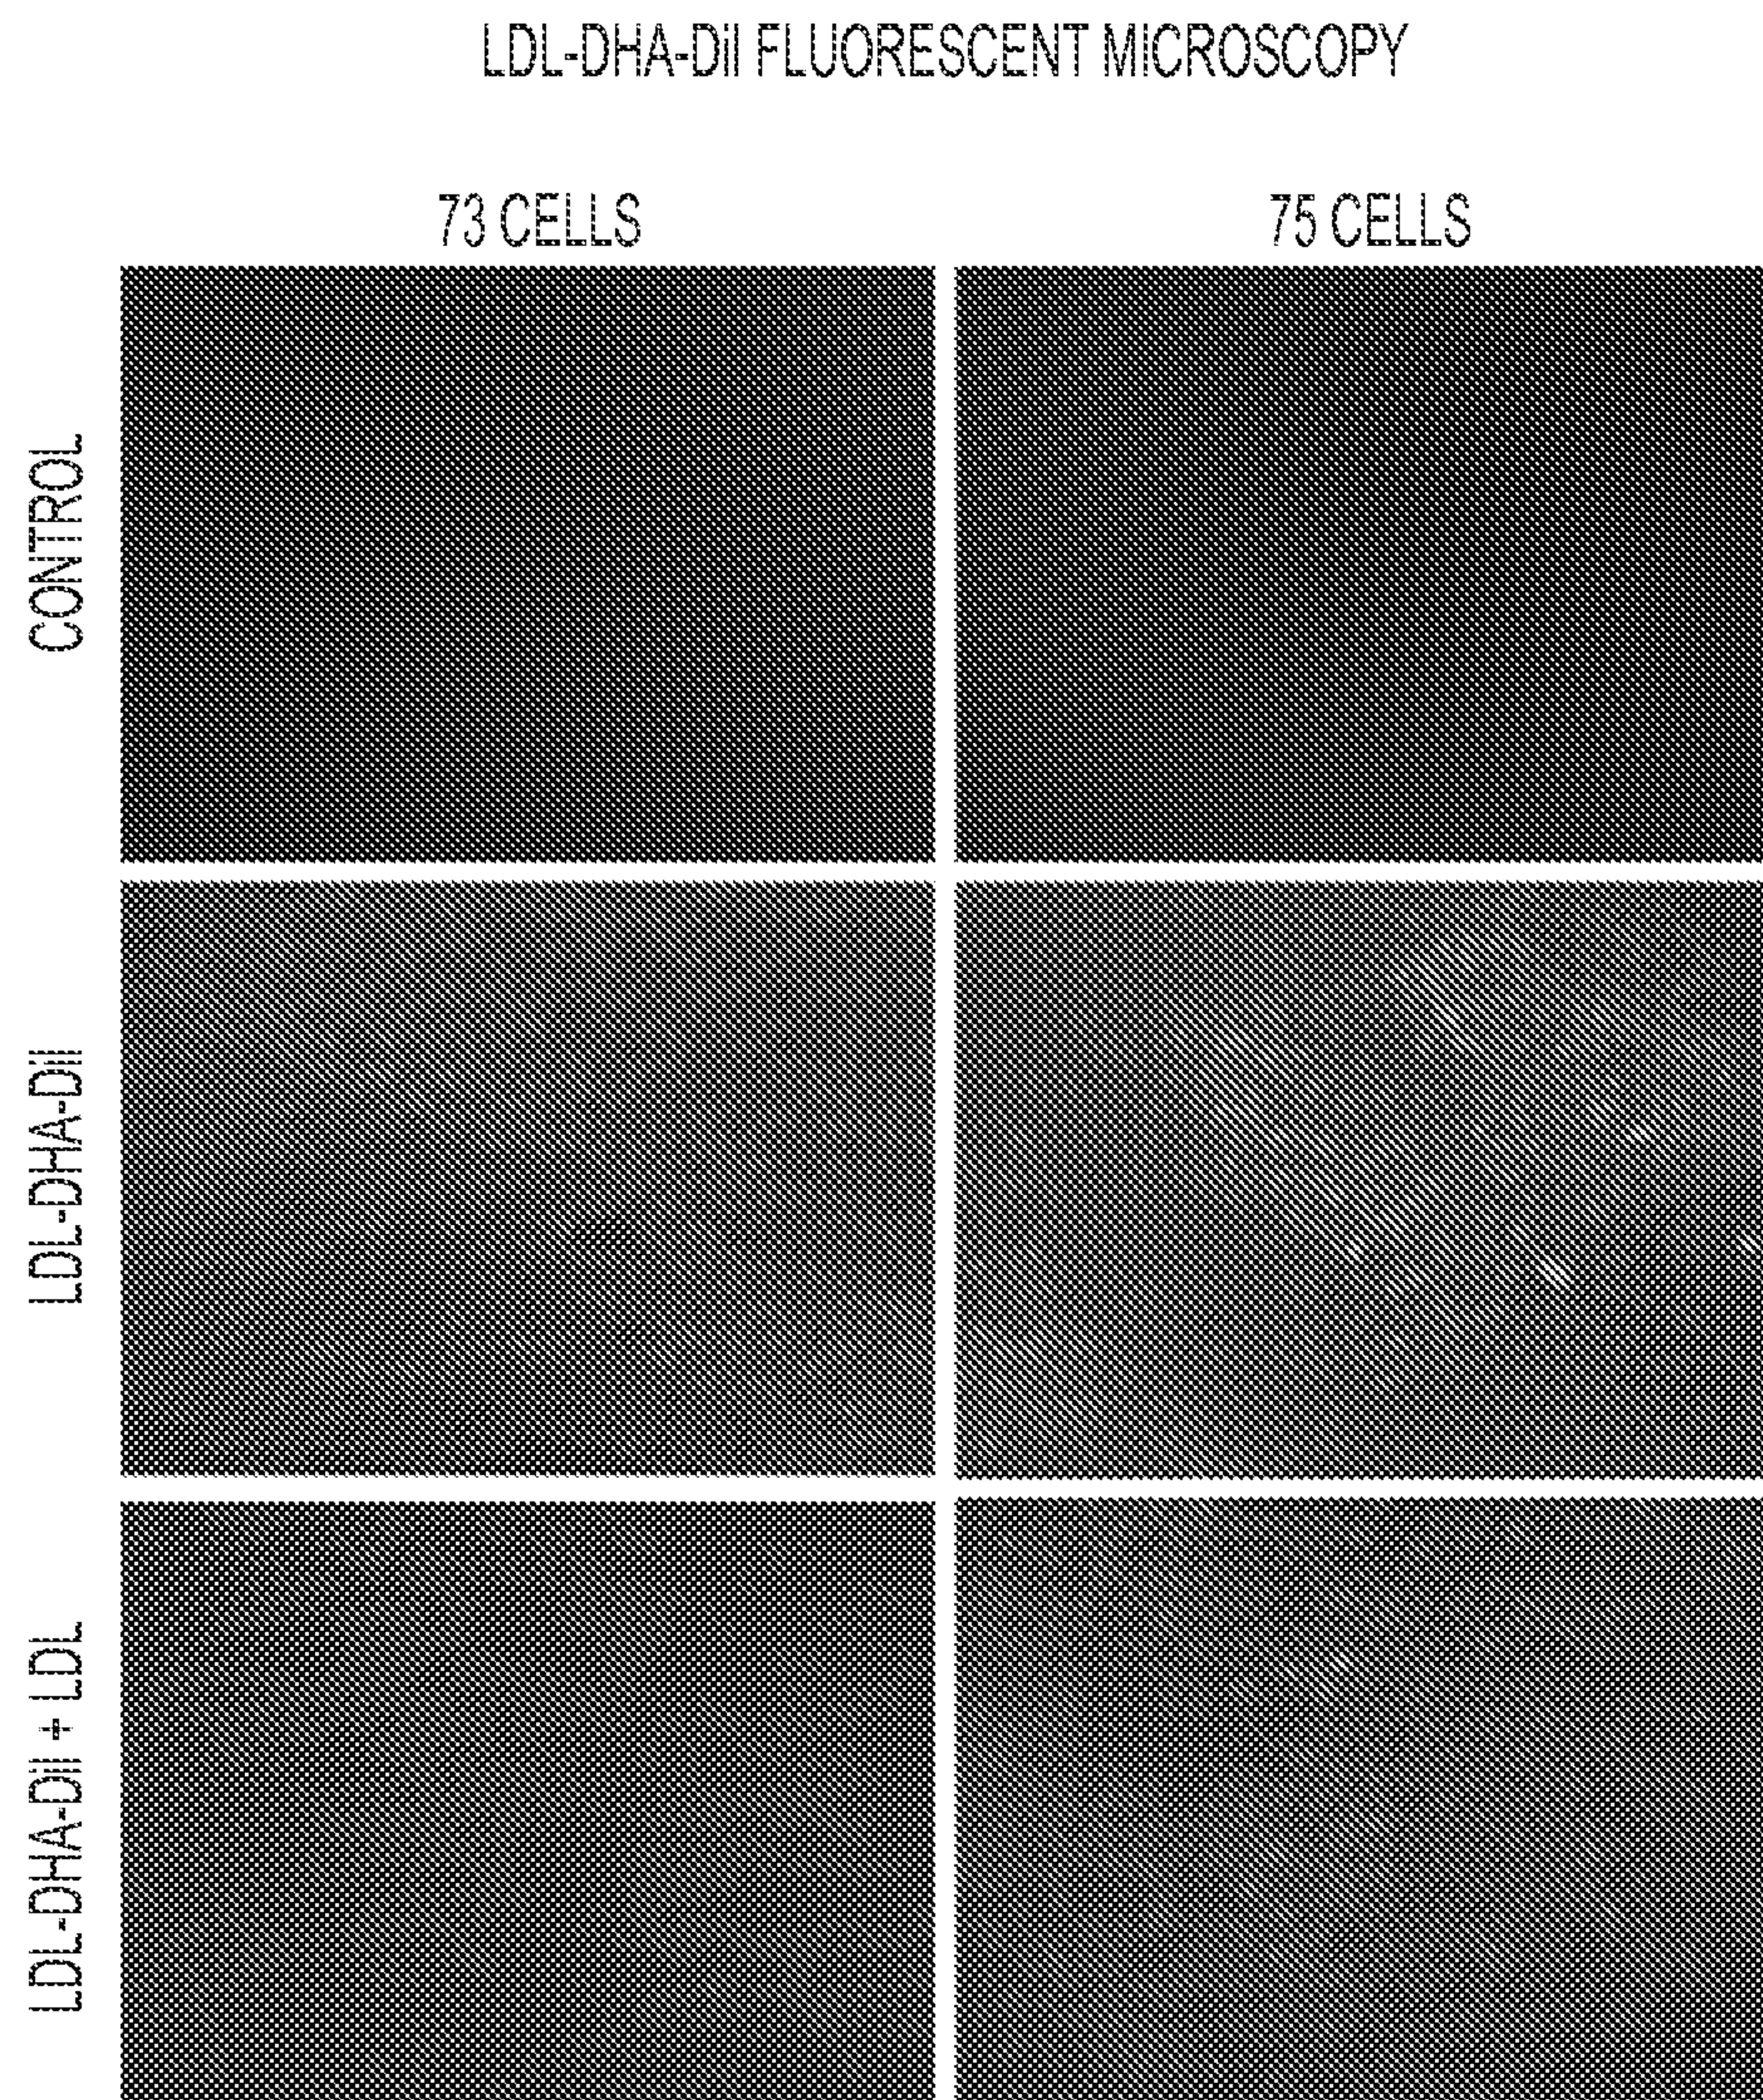 LDL-DHA-DiI FLUORESCENT MICROSCOPY
73 CELLS
75 CELLS
CONTROL
LDL-DHA-DiI
LDL-DHA-DiI + LDL